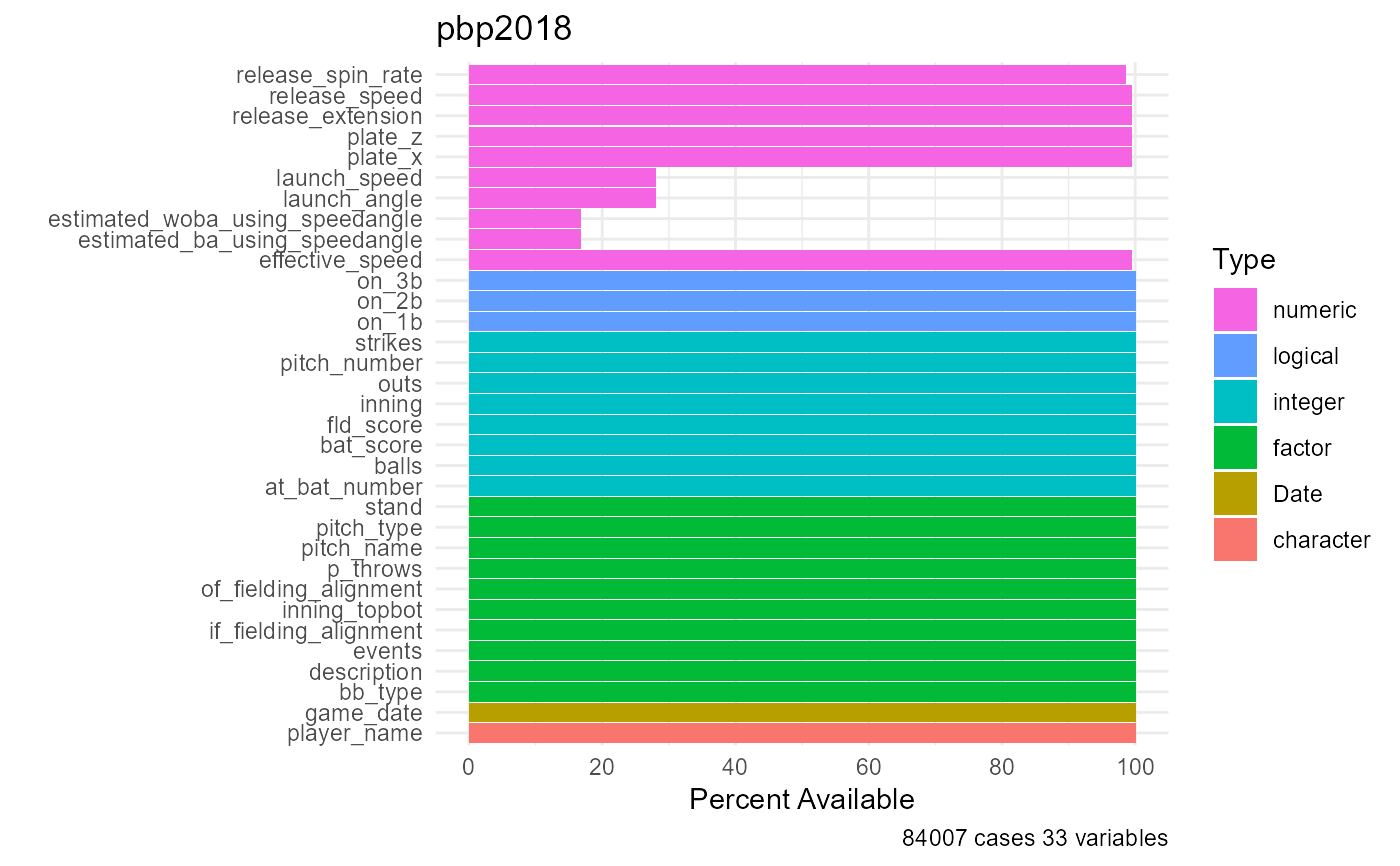 pbp2018
release_spin_rate
release_speed
release_extension
plate_z
plate_x
launch_speed
launch_angle
estimated_woba_using_speedangle
estimated_ba_using_speedangle
effective_speed
on_3b
on_2b
on_1b
strikes
pitch_number
outs
inning
fld_score
bat_score
balls
at_bat_number
stand
pitch_type
pitch_name
p_throws
of_fielding_alignment
inning_topbot
if_fielding_alignment
events
description
bb_type
game_date
player_name
0 20 40 60 80 100
Percent Available
84007 cases 33 variables
Type
numeric
logical
integer
factor
Date
character